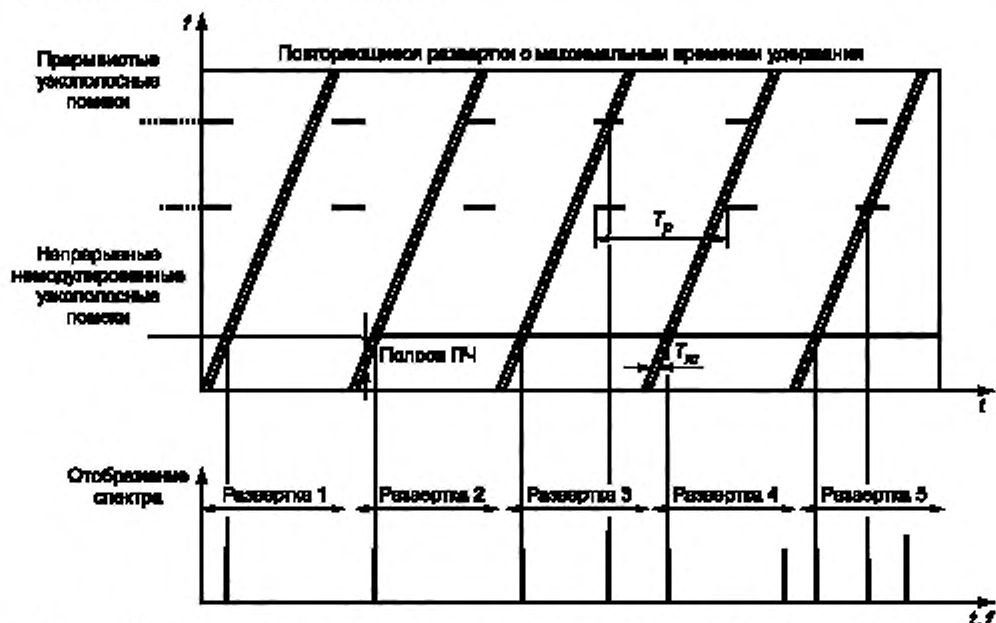 f
Прерывистые
узкополосные
помехи
Повторяющиеся развертки с максимальным временем удержания
Tp
Непрерывные
немодулированные
узкополосные
помехи
Полоса ПЧ
Tm
t
Отображение
спектра
Развертка 1
Развертка 2
Развертка 3
Развертка 4
Развертка 5
t, f